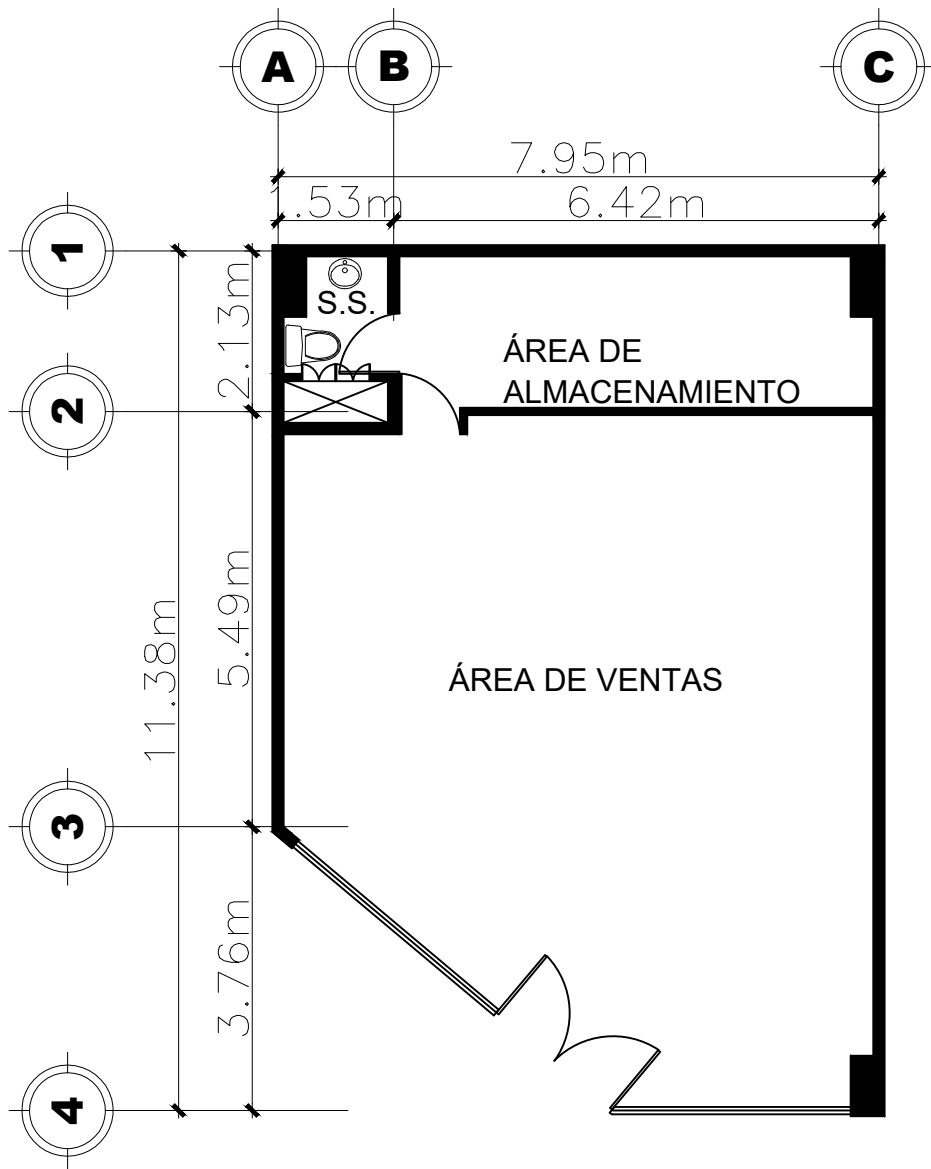 A B C
7.95m
.53m 6.42m
1
2.13m
S.S.
ÁREA DE
ALMACENAMIENTO
2
5.49m
11.38m
ÁREA DE VENTAS
3
3.76m
4